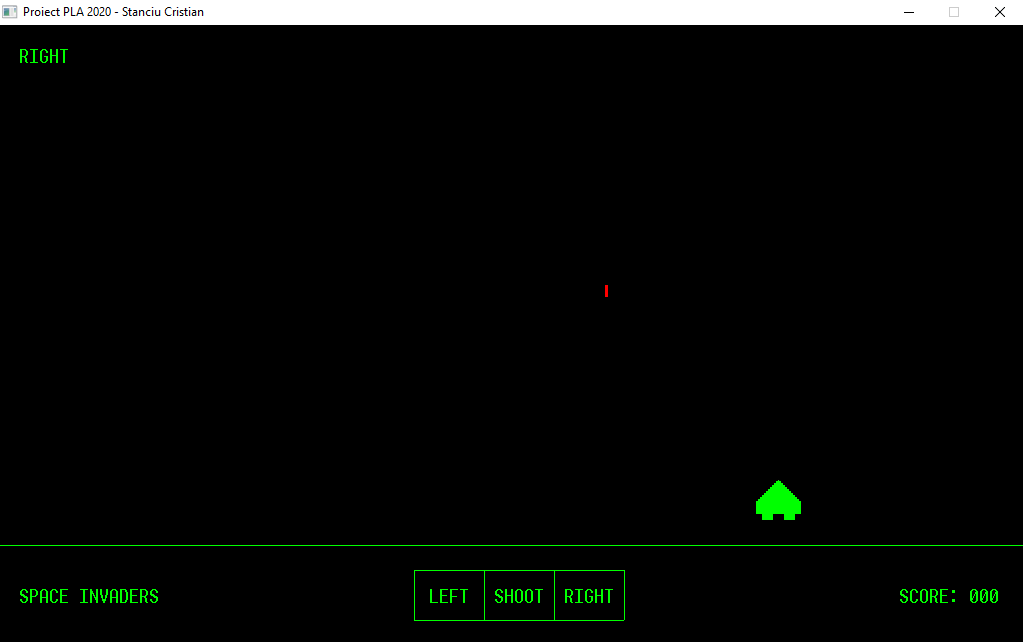 Proiect PLA 2020 - Stanciu Cristian
RIGHT
SPACE INVADERS
LEFT
SHOOT
RIGHT
SCORE: 000